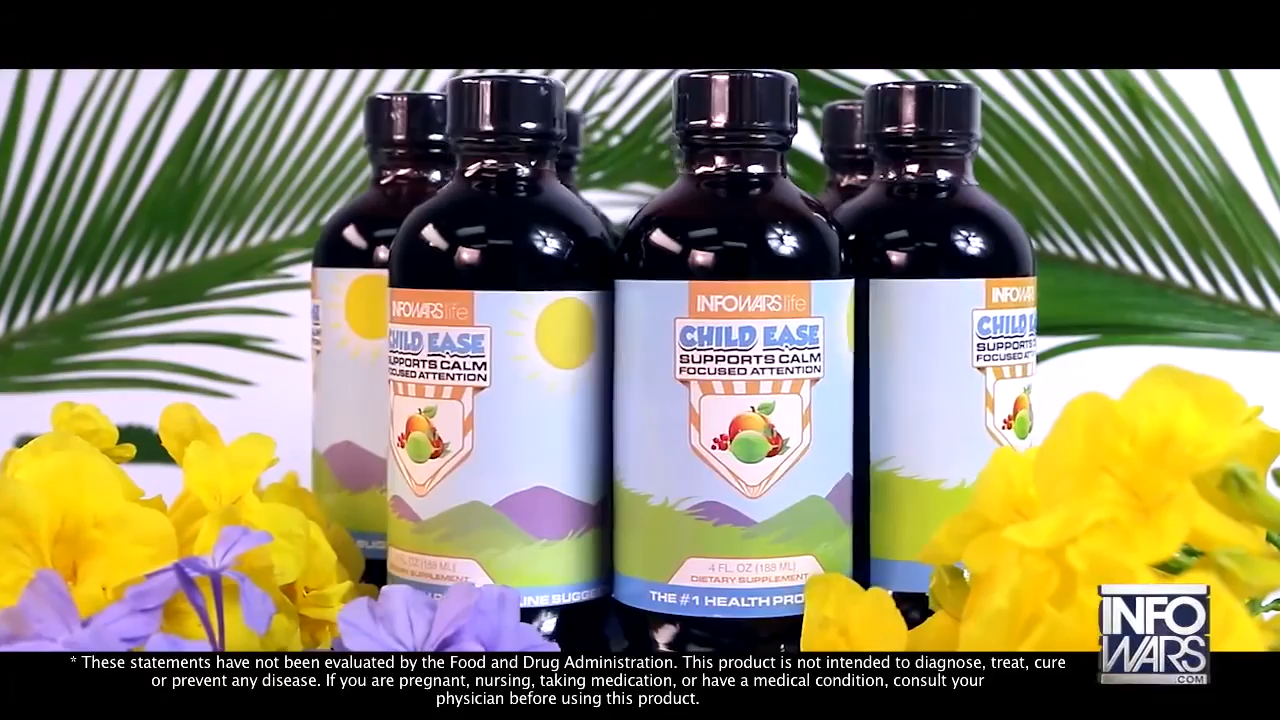 INFOWARS life
CHILD EASE
SUPPORTS CALM
FOCUSED ATTENTION
DIETARY SUPPLEMENT
INFOWARS life
CHILD EASE
SUPPORTS CALM
FOCUSED ATTENTION
4 FL. OZ (188 ML)
DIETARY SUPPLEMENT
THE #1 HEALTH PRO
INFOWARS
CHILD EASE
SUPPORTS CALM
FOCUSED ATTENTION
* These statements have not been evaluated by the Food and Drug Administration. This product is not intended to diagnose, treat, cure
or prevent any disease. If you are pregnant, nursing, taking medication, or have a medical condition, consult your
physician before using this product.
INFO
WARS
.COM